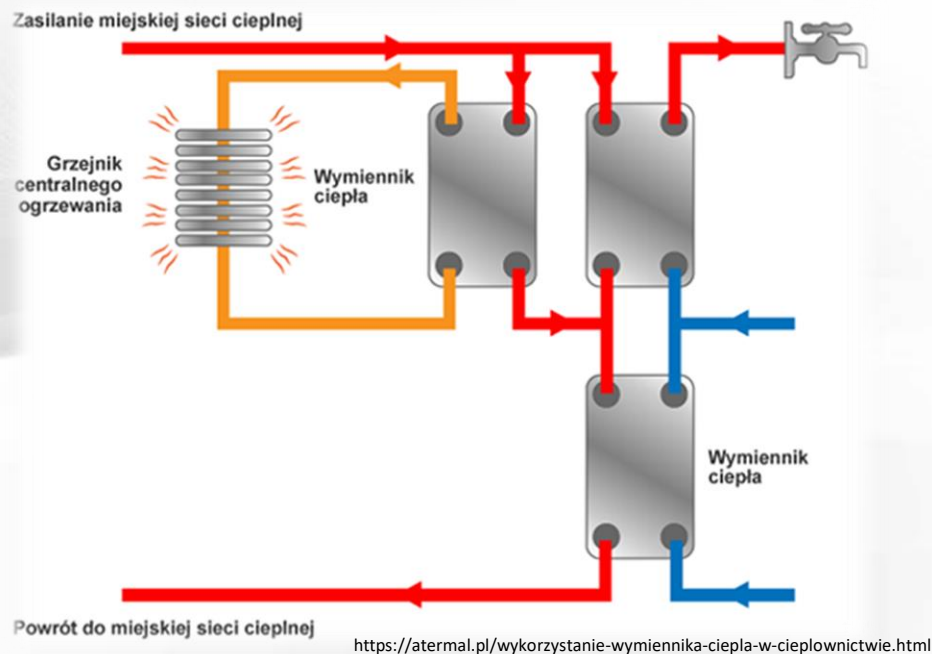 Zasilanie miejskiej sieci cieplnej
Grzejnik
centralnego
ogrzewania
Wymiennik
ciepła
Wymiennik
ciepła
Powrót do miejskiej sieci cieplnej
https://atermal.pl/wykorzystanie-wymiennika-ciepla-w-cieplownictwie.html